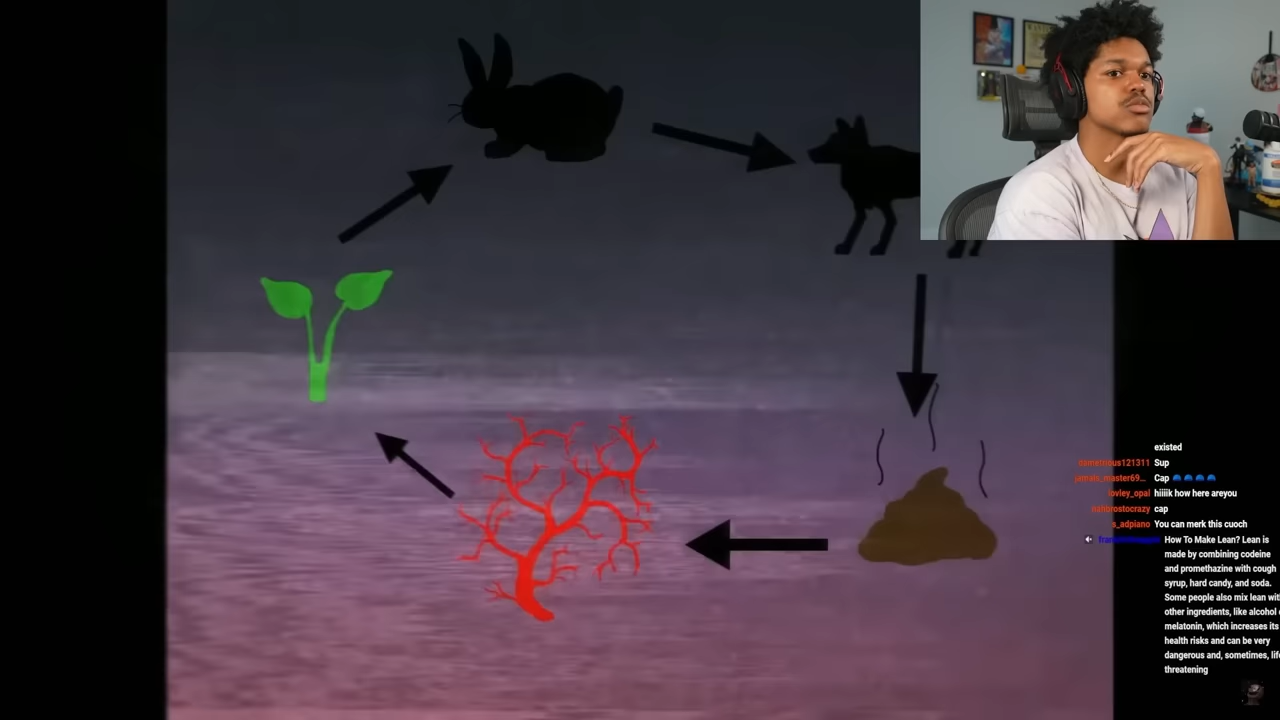 existed
Sup
Cap
lovley_opal hiiiik how here areyou
cap
s_adpiano You can merk this cuoch
How To Make Lean? Lean is
made by combining codeine
and promethazine with cough
syrup, hard candy, and soda.
Some people also mix lean
other ingredients, like alcohol
melatonin, which increases its
health risks and can be very
dangerous and, sometimes,
threatening